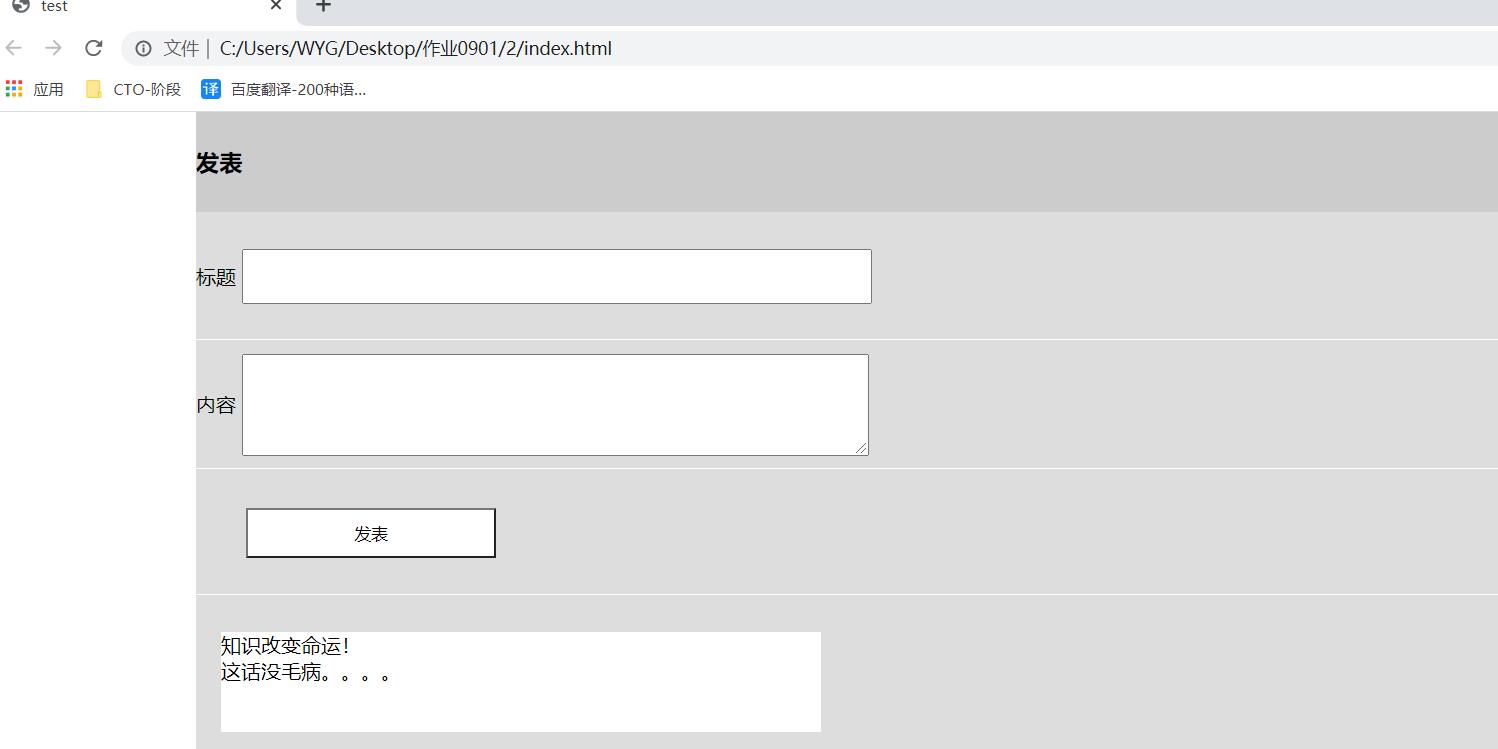 test
文件 | C:/Users/WYG/Desktop/作业0901/2/index.html
应用 CTO-阶段 译 百度翻译-200种语...
发表
标题
内容
发表
知识改变命运！
这话没毛病。。。。